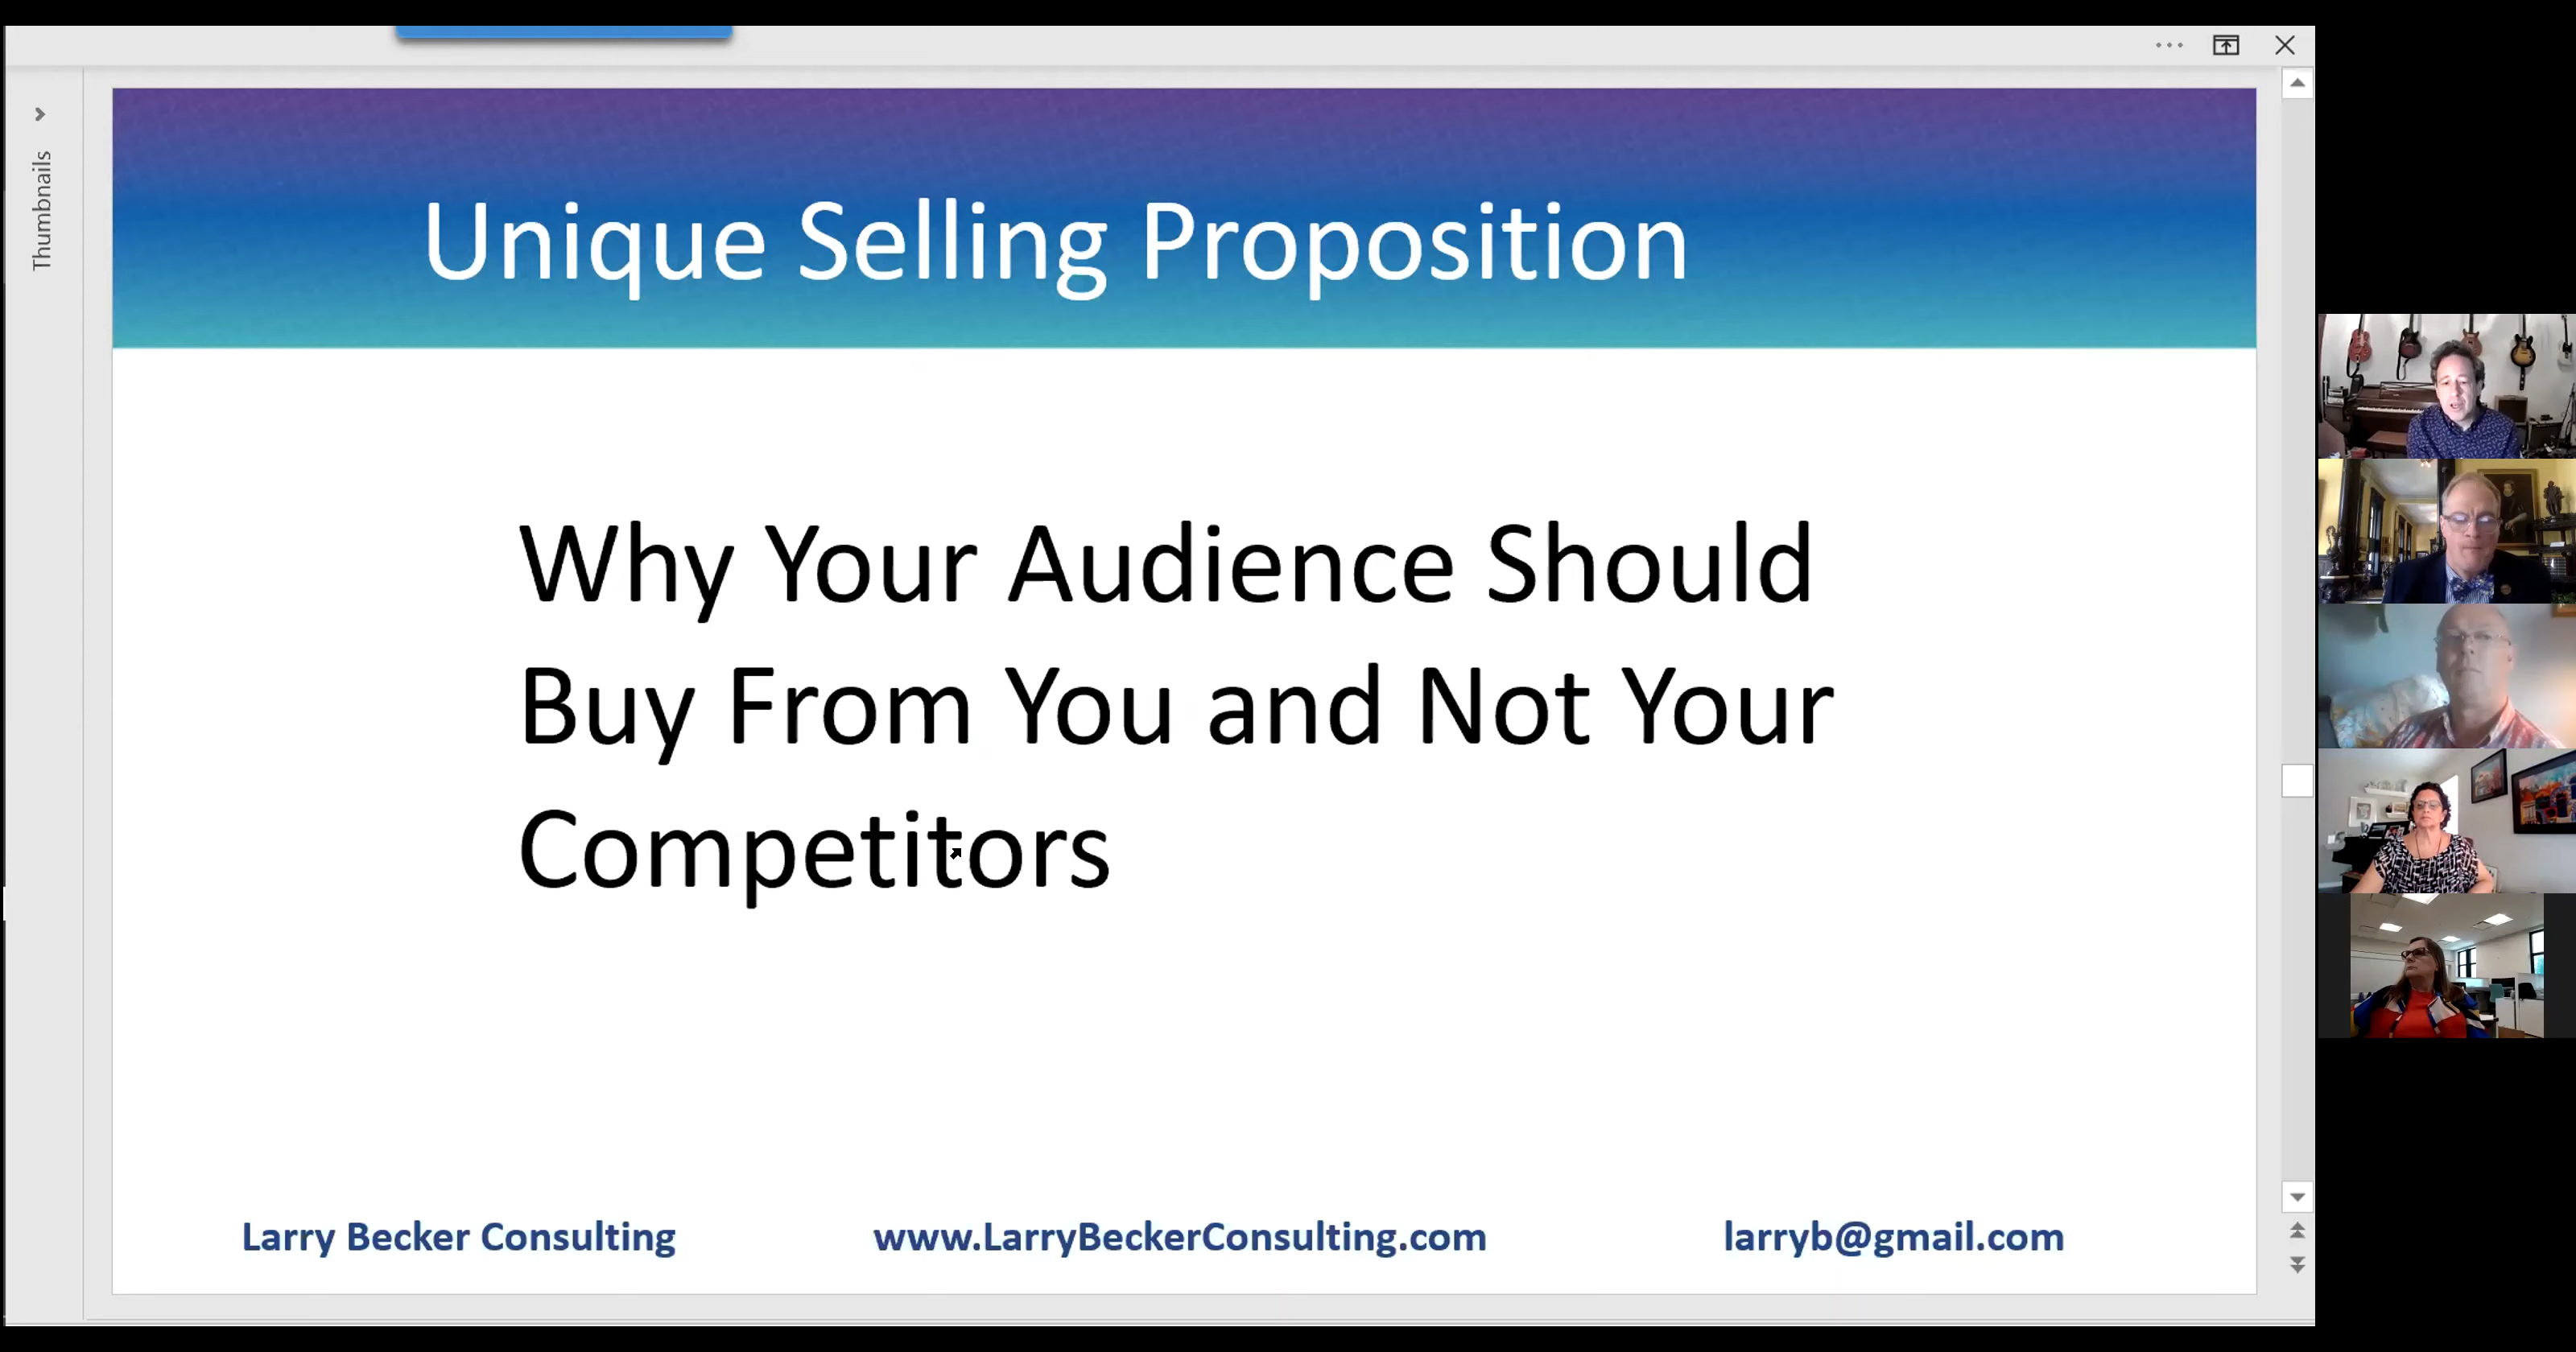 Thumbnails
Unique Selling Proposition
Why Your Audience Should
Buy From You and Not Your
Competitors
Larry Becker Consulting
www.LarryBeckerConsulting.com
larryb@gmail.com